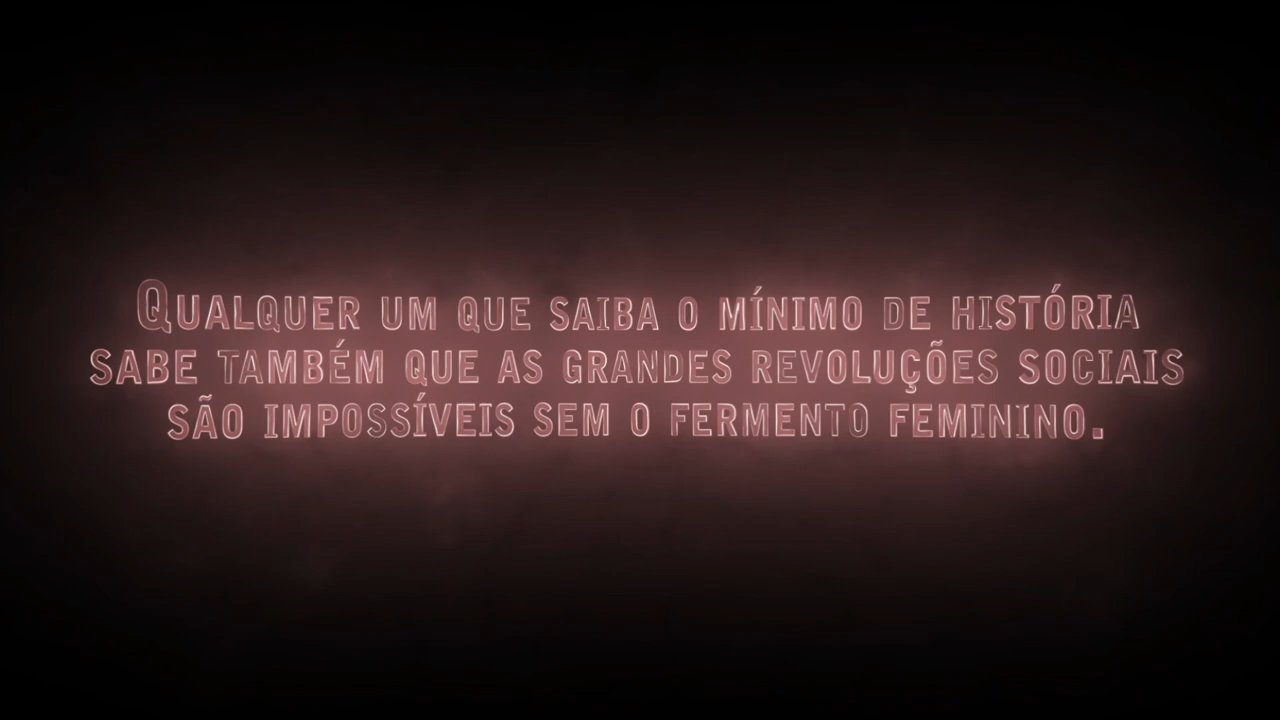 Qualquer um que saiba o mínimo de história
sabe também que as grandes revoluções sociais
são impossíveis sem o fermento feminino.